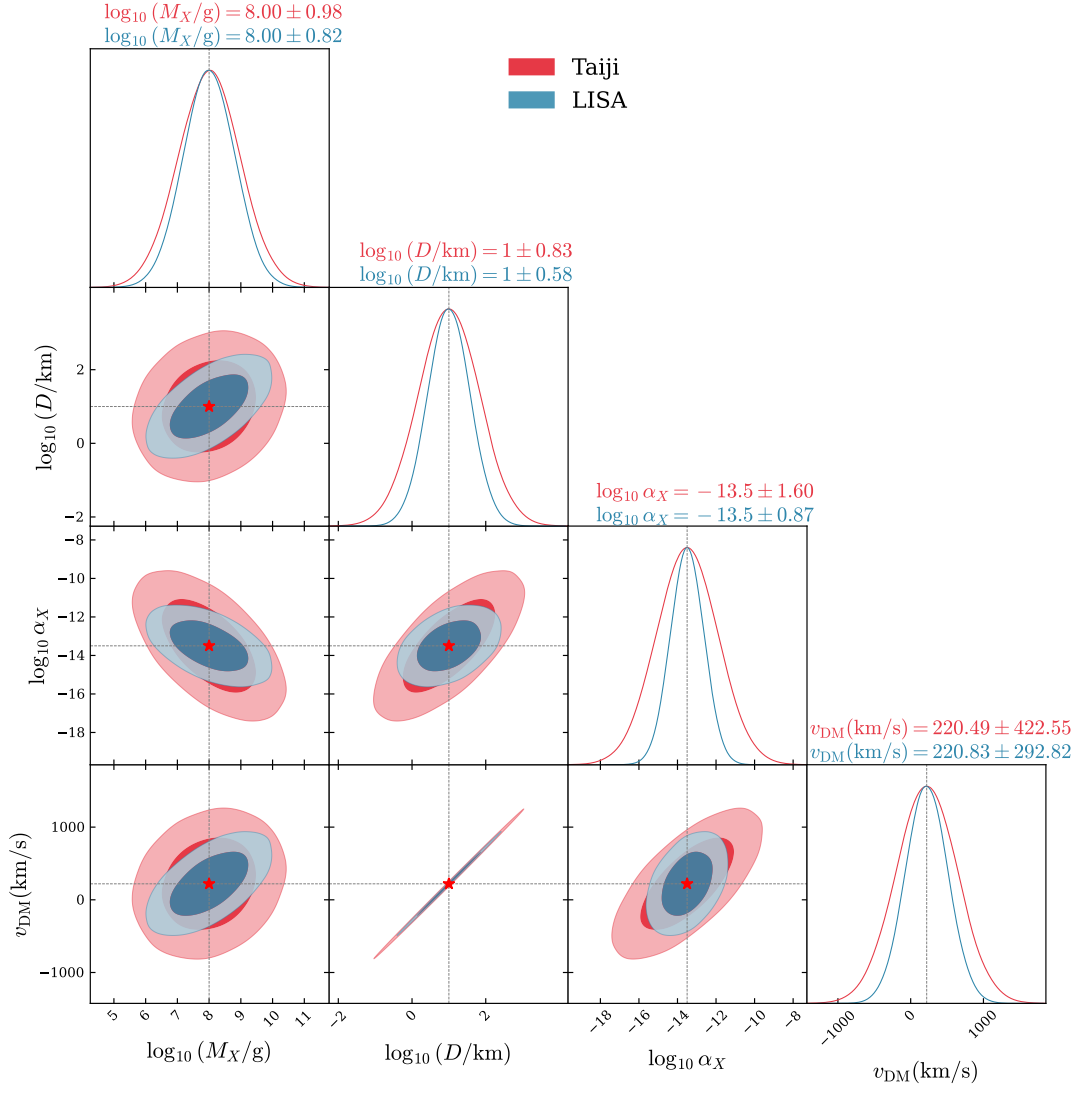 log₁₀ (M_X/g) = 8.00 ± 0.98
log₁₀ (M_X/g) = 8.00 ± 0.82
Taiji
LISA
log₁₀ (D/km) = 1 ± 0.83
log₁₀ (D/km) = 1 ± 0.58
log₁₀ (D/km)
2
0
−2
log₁₀ α_X = −13.5 ± 1.60
log₁₀ α_X = −13.5 ± 0.87
log₁₀ α_X
−8
−10
−12
−14
−16
−18
v_DM(km/s) = 220.49 ± 422.55
v_DM(km/s) = 220.83 ± 292.82
v_DM(km/s)
1000
0
−1000
5 6 7 8 9 10 11
−2 0 2
−18 −16 −14 −12 −10 −8
−1000 0 1000
log₁₀ (M_X/g)
log₁₀ (D/km)
log₁₀ α_X
v_DM(km/s)